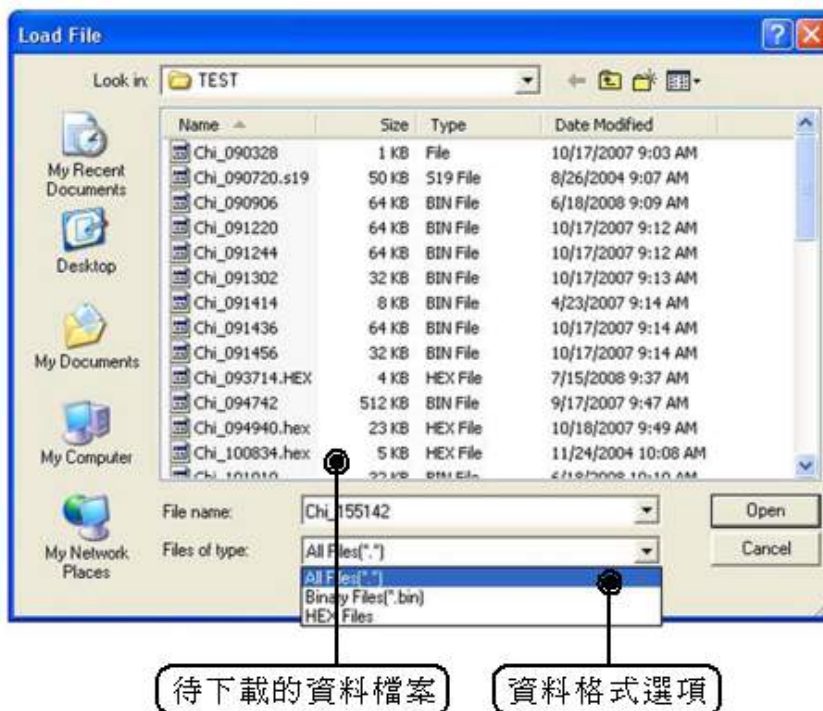 Load File
Look in: TEST
Name Size Type Date Modified
Chi_090328 1 KB File 10/17/2007 9:03 AM
Chi_090720.s19 50 KB S19 File 8/26/2004 9:07 AM
Chi_090906 64 KB BIN File 6/18/2008 9:09 AM
Chi_091220 64 KB BIN File 10/17/2007 9:12 AM
Chi_091244 64 KB BIN File 10/17/2007 9:12 AM
Chi_091302 32 KB BIN File 10/17/2007 9:13 AM
Chi_091414 8 KB BIN File 4/23/2007 9:14 AM
Chi_091436 64 KB BIN File 10/17/2007 9:14 AM
Chi_091456 32 KB BIN File 10/17/2007 9:14 AM
Chi_093714.HEX 4 KB HEX File 7/15/2008 9:37 AM
Chi_094742 512 KB BIN File 9/17/2007 9:47 AM
Chi_094940.hex 23 KB HEX File 10/18/2007 9:49 AM
Chi_100834.hex 5 KB HEX File 11/24/2004 10:08 AM
My Recent
Documents
Desktop
My Documents
My Computer
My Network
Places
File name: Chi_155142 Open
Files of type: All Files(*.*) Cancel
All Files(*.*)
Binary Files(*.bin)
HEX Files
待下載的資料檔案
資料格式選項